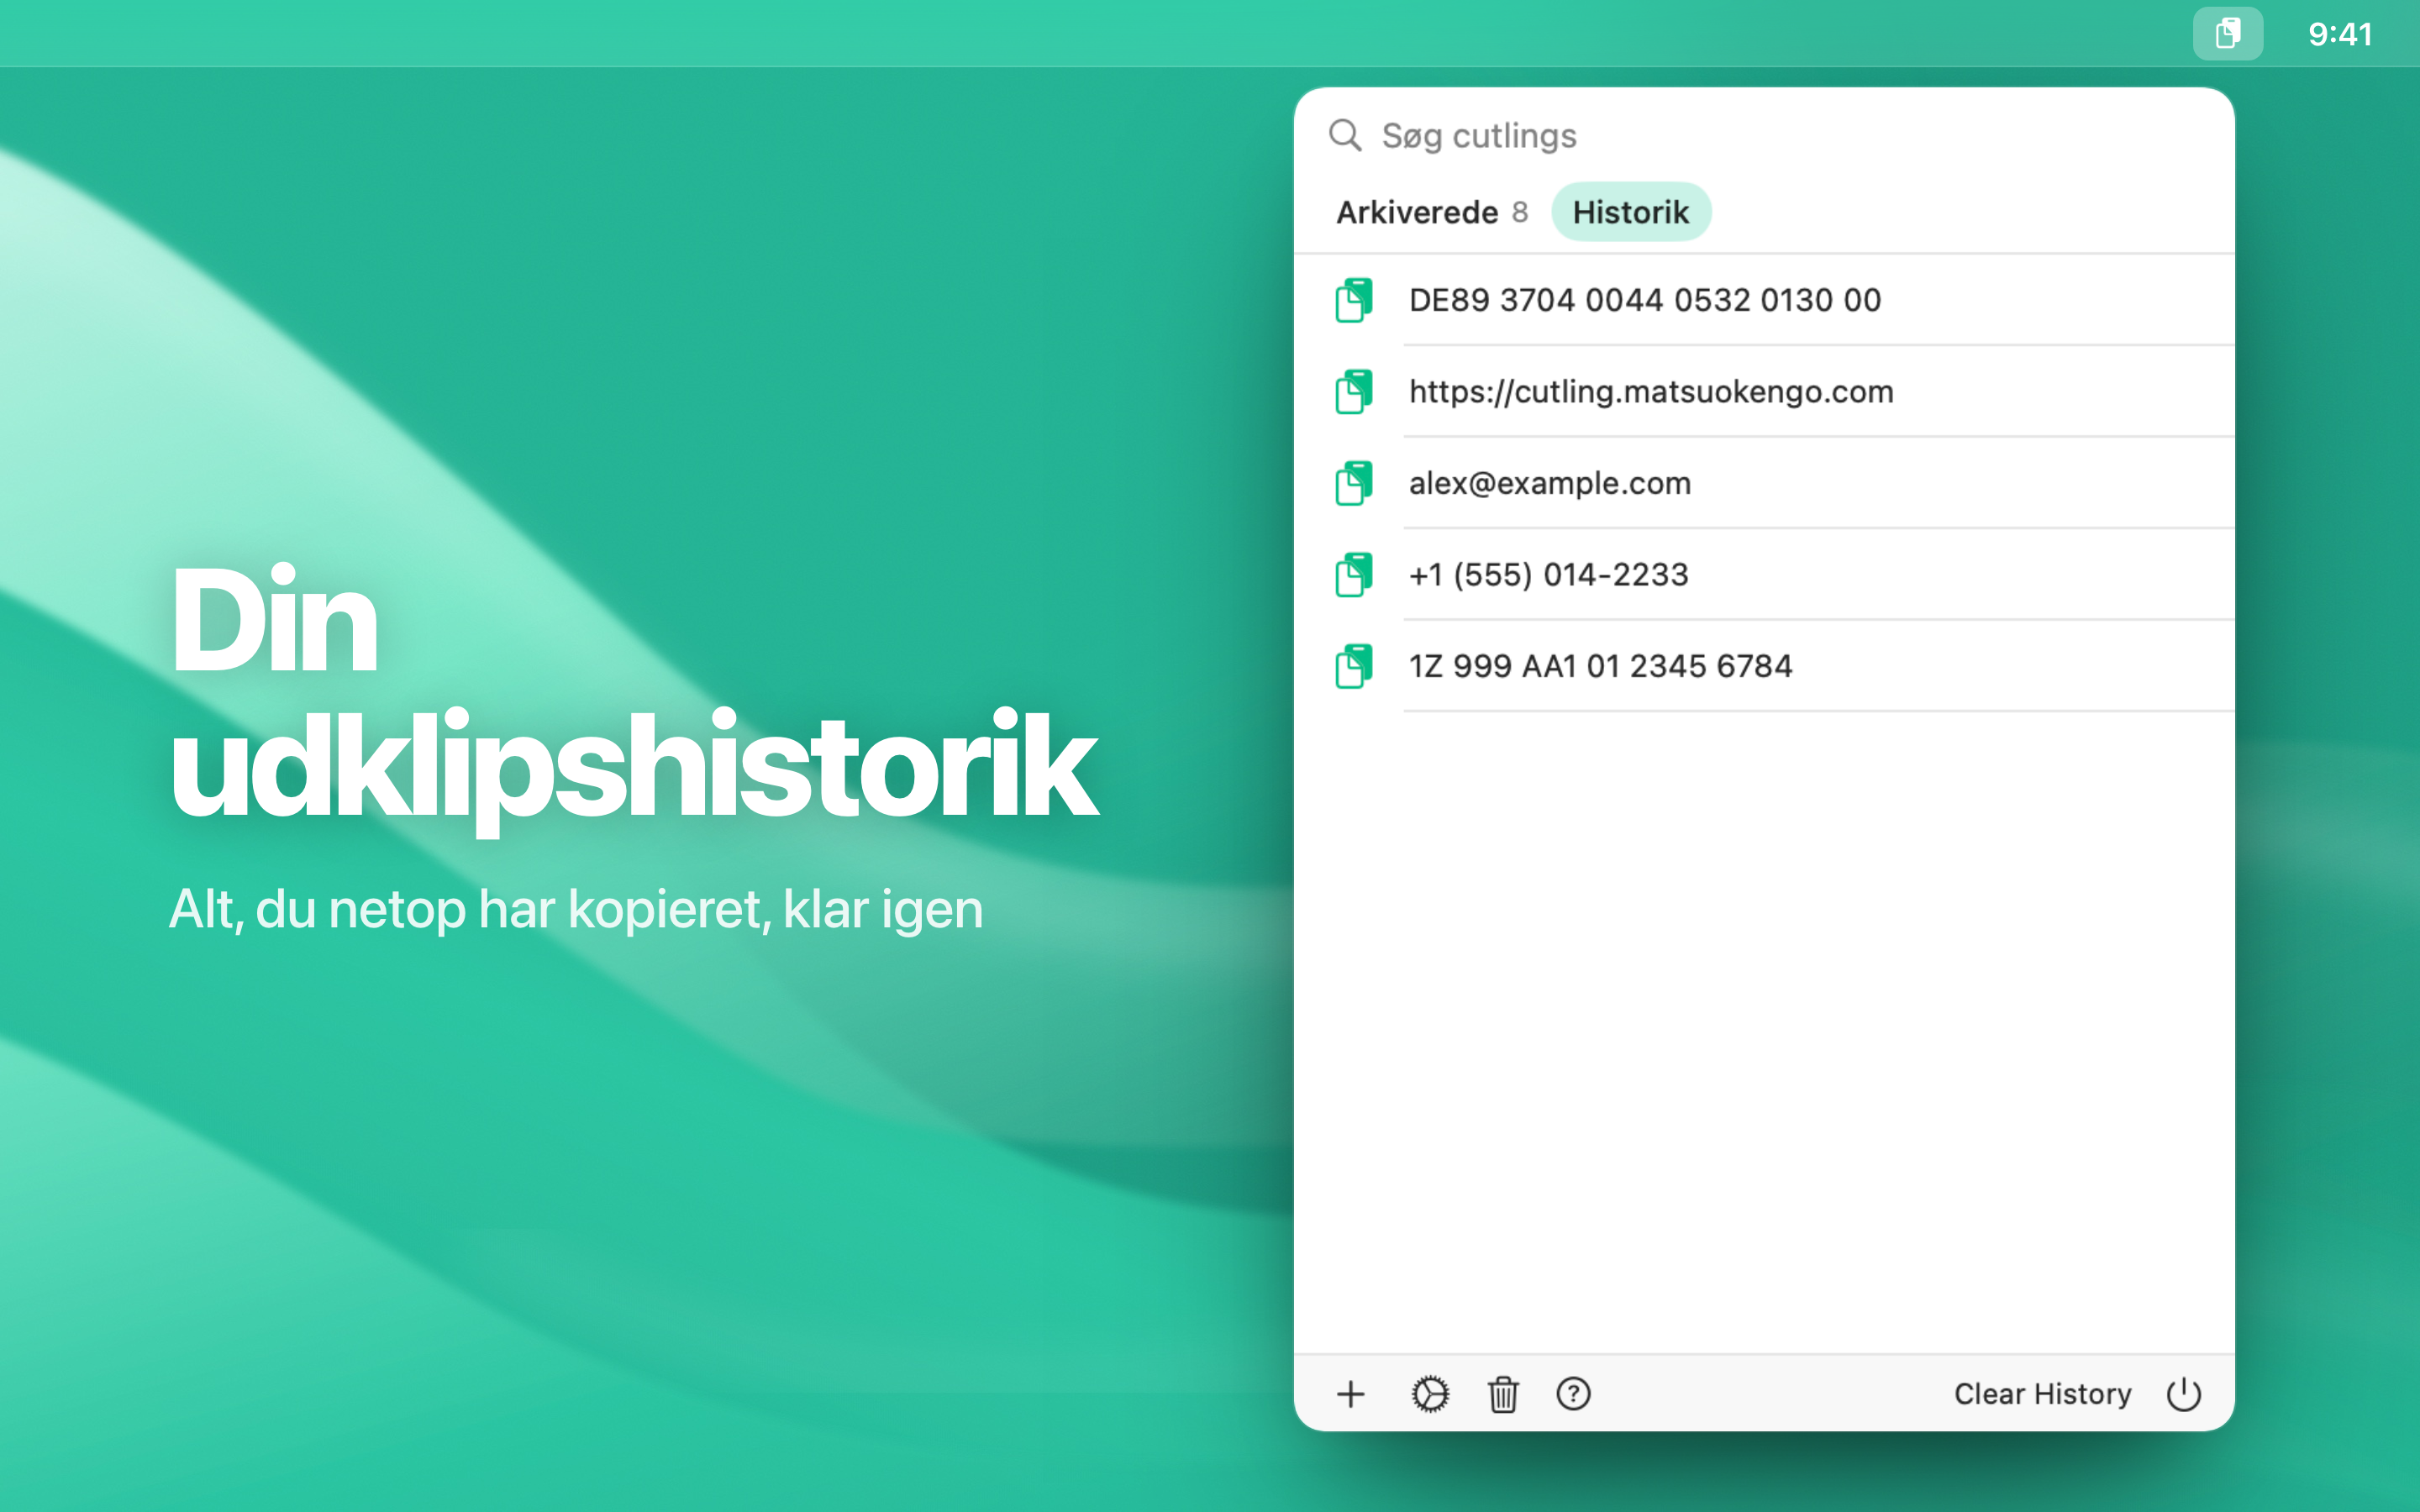 9:41
Søg cutlings
Arkiverede 8 Historik
DE89 3704 0044 0532 0130 00
https://cutling.matsuokengo.com
alex@example.com
+1 (555) 014-2233
1Z 999 AA1 01 2345 6784
Clear History
Din
udklipshistorik
Alt, du netop har kopieret, klar igen